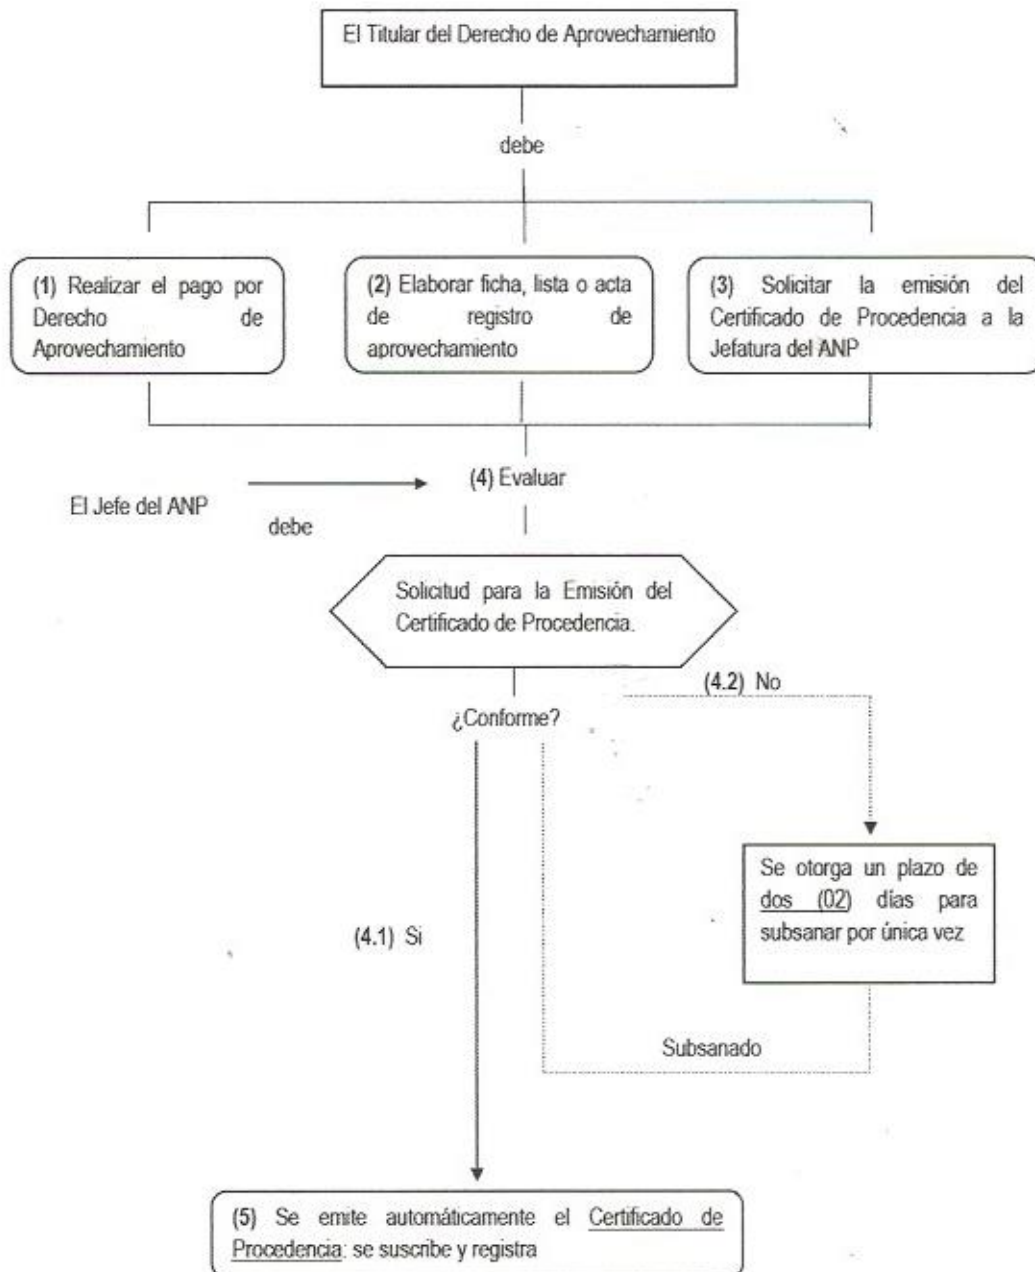 El Titular del Derecho de Aprovechamiento
debe
(1) Realizar el pago por
Derecho de
Aprovechamiento
(2) Elaborar ficha, lista o acta
de registro de
aprovechamiento
(3) Solicitar la emisión del
Certificado de Procedencia a la
Jefatura del ANP
(4) Evaluar
El Jefe del ANP
debe
Solicitud para la Emisión del
Certificado de Procedencia.
(4.2) No
¿Conforme?
Se otorga un plazo de
dos (02) días para
subsanar por única vez
(4.1) Si
Subsanado
(5) Se emite automáticamente el Certificado de
Procedencia: se suscribe y registra